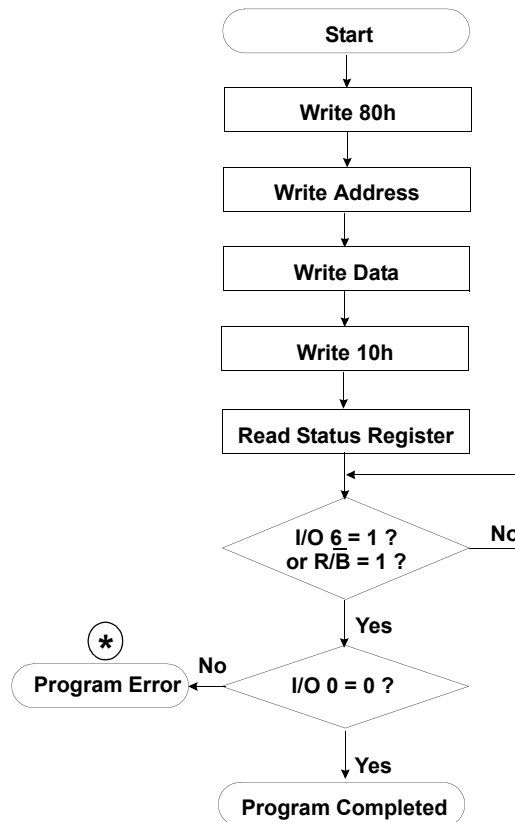 Start
Write 80h
Write Address
Write Data
Write 10h
Read Status Register
I/O 6 = 1 ?
or R/B̅ = 1 ?
No
Yes
*
No
Program Error
I/O 0 = 0 ?
Yes
Program Completed